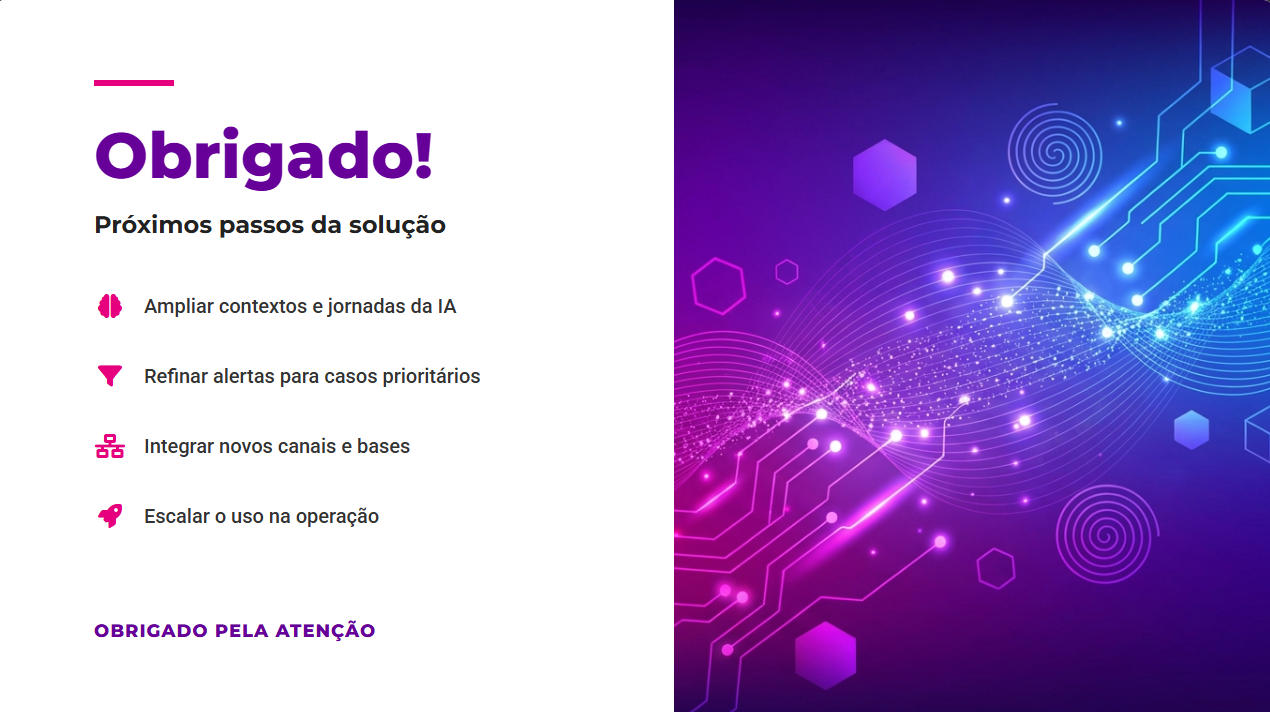 Obrigado!
Próximos passos da solução
Ampliar contextos e jornadas da IA
Refinar alertas para casos prioritários
Integrar novos canais e bases
Escalar o uso na operação
OBRIGADO PELA ATENÇÃO